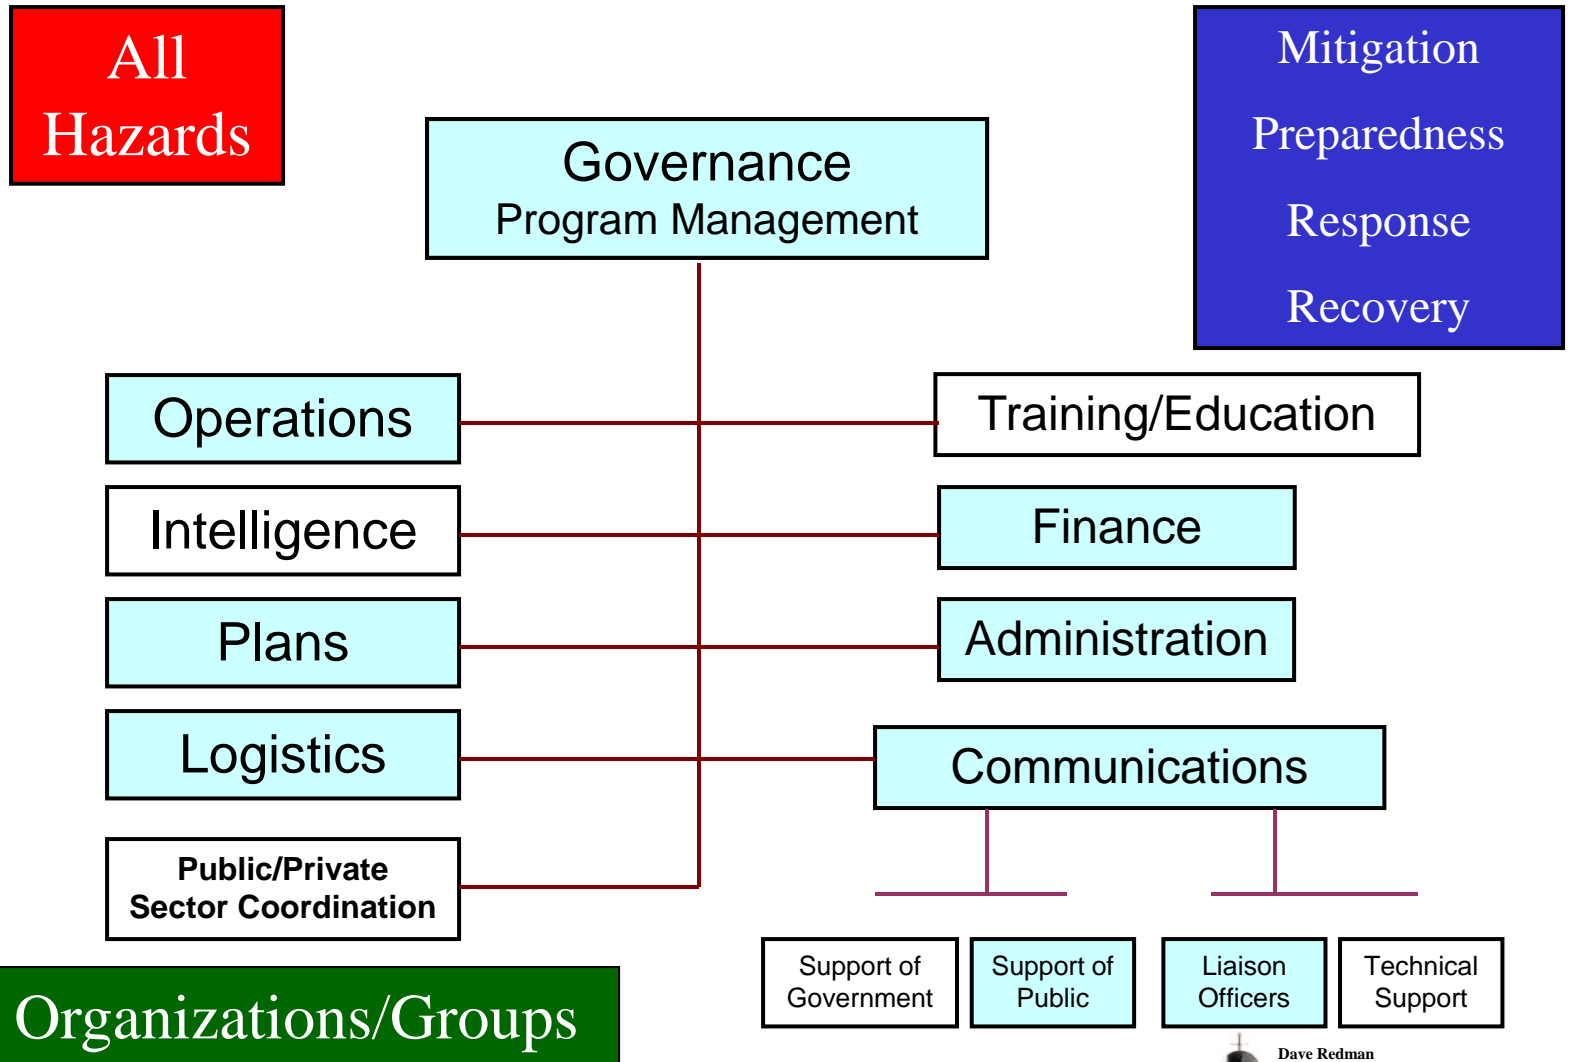 All
Hazards
Mitigation
Preparedness
Response
Recovery
Governance
Program Management
Operations
Training/Education
Intelligence
Finance
Plans
Administration
Logistics
Communications
Public/Private
Sector Coordination
Support of
Government
Support of
Public
Liaison
Officers
Technical
Support
Organizations/Groups
Dave Redman